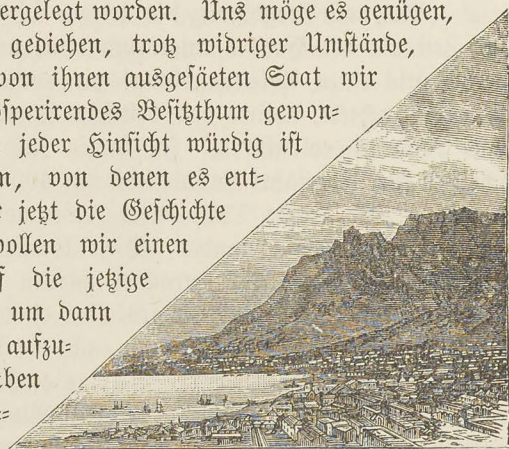 ergelegt worden. Uns möge es genügen,
gediehen, trotz widriger Umstände,
von ihnen ausgesäeten Saat wir
osperirendes Besitzthum gewon=
jeder Hinsicht würdig ist
n, von denen es ent=
r jetzt die Geschichte
wollen wir einen
f die jetzige
um dann
aufzu=
ben
=